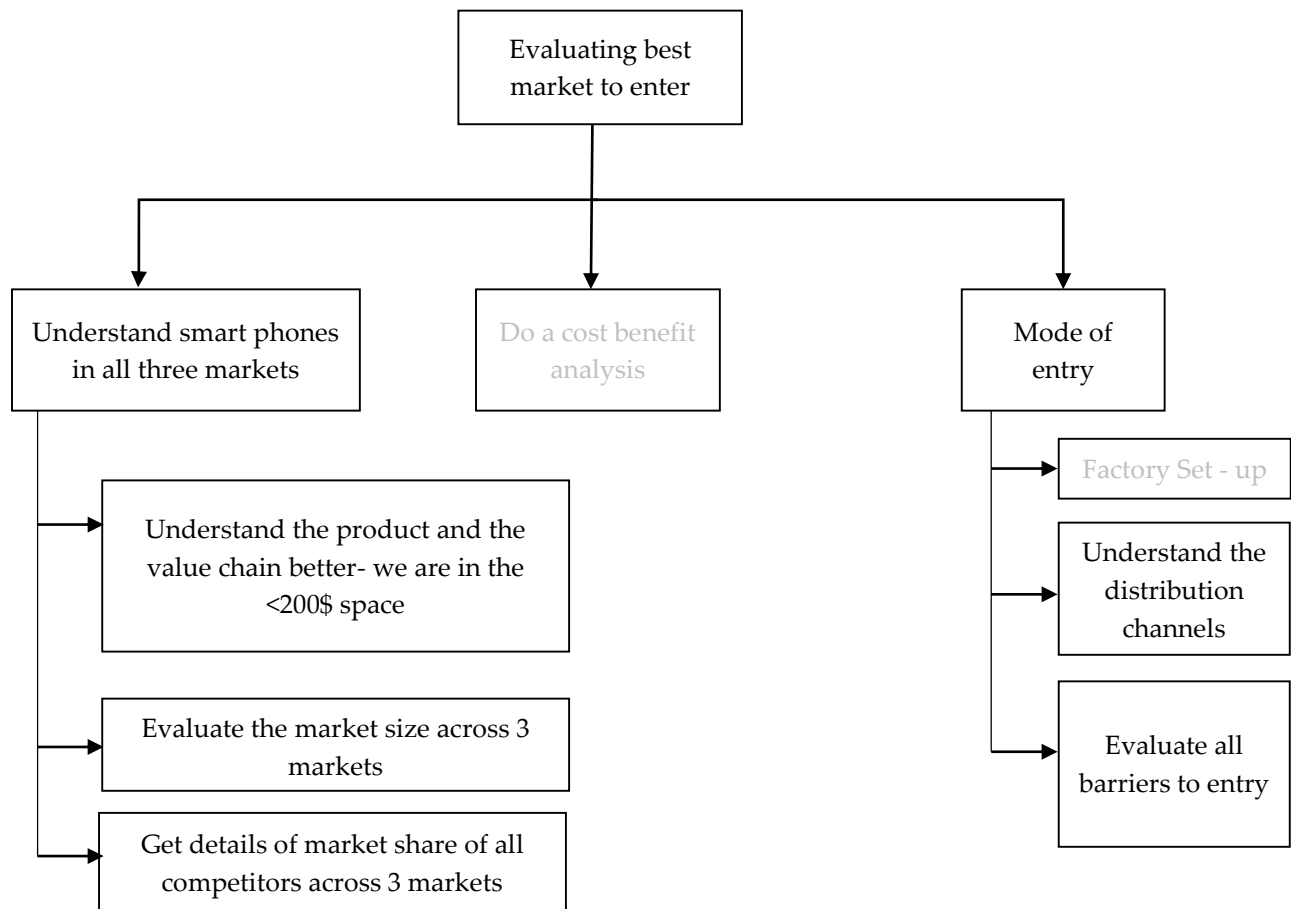 Evaluating best
market to enter
Understand smart phones
in all three markets
Do a cost benefit
analysis
Mode of
entry
Understand the product and the
value chain better- we are in the
<200$ space
Evaluate the market size across 3
markets
Get details of market share of all
competitors across 3 markets
Factory Set - up
Understand the
distribution
channels
Evaluate all
barriers to entry